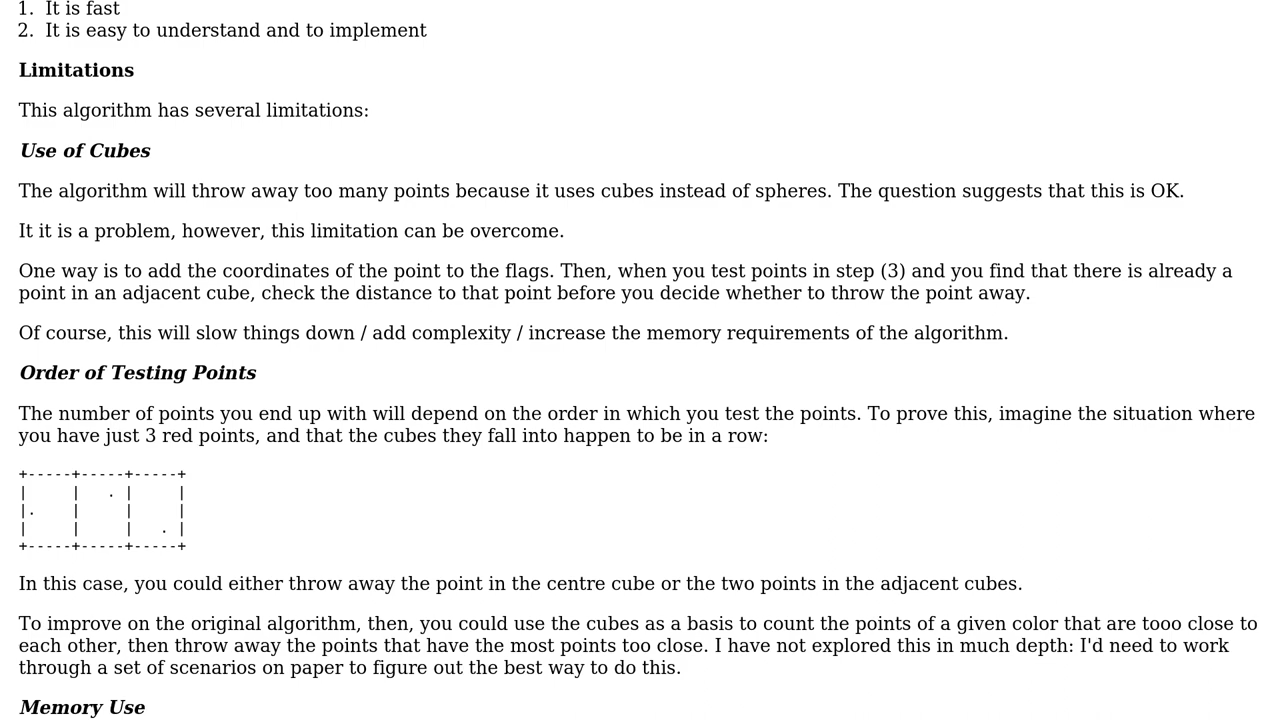 1. It is fast
2. It is easy to understand and to implement
Limitations
This algorithm has several limitations:
Use of Cubes
The algorithm will throw away too many points because it uses cubes instead of spheres. The question suggests that this is OK.
It it is a problem, however, this limitation can be overcome.
One way is to add the coordinates of the point to the flags. Then, when you test points in step (3) and you find that there is already a
point in an adjacent cube, check the distance to that point before you decide whether to throw the point away.
Of course, this will slow things down / add complexity / increase the memory requirements of the algorithm.
Order of Testing Points
The number of points you end up with will depend on the order in which you test the points. To prove this, imagine the situation where
you have just 3 red points, and that the cubes they fall into happen to be in a row:
+-----+-----+-----+
|     |   . |     |
|.    |     |     |
|     |     |   . |
+-----+-----+-----+
In this case, you could either throw away the point in the centre cube or the two points in the adjacent cubes.
To improve on the original algorithm, then, you could use the cubes as a basis to count the points of a given color that are tooo close to
each other, then throw away the points that have the most points too close. I have not explored this in much depth: I'd need to work
through a set of scenarios on paper to figure out the best way to do this.
Memory Use